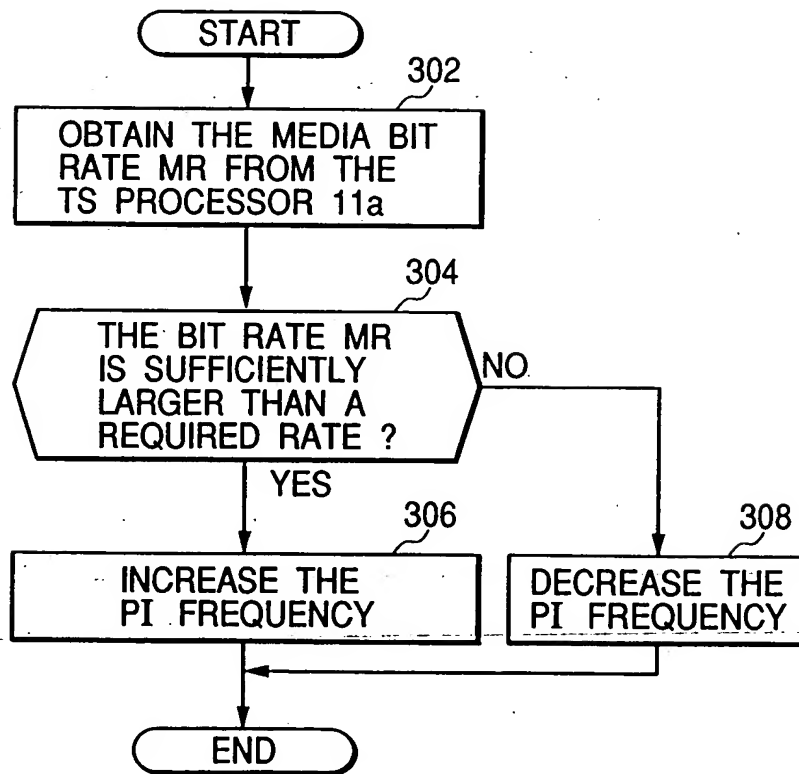 START
302
OBTAIN THE MEDIA BIT
RATE MR FROM THE
TS PROCESSOR 11a
304
THE BIT RATE MR
IS SUFFICIENTLY
LARGER THAN A
REQUIRED RATE ?
NO
YES
306
INCREASE THE
PI FREQUENCY
308
DECREASE THE
PI FREQUENCY
END